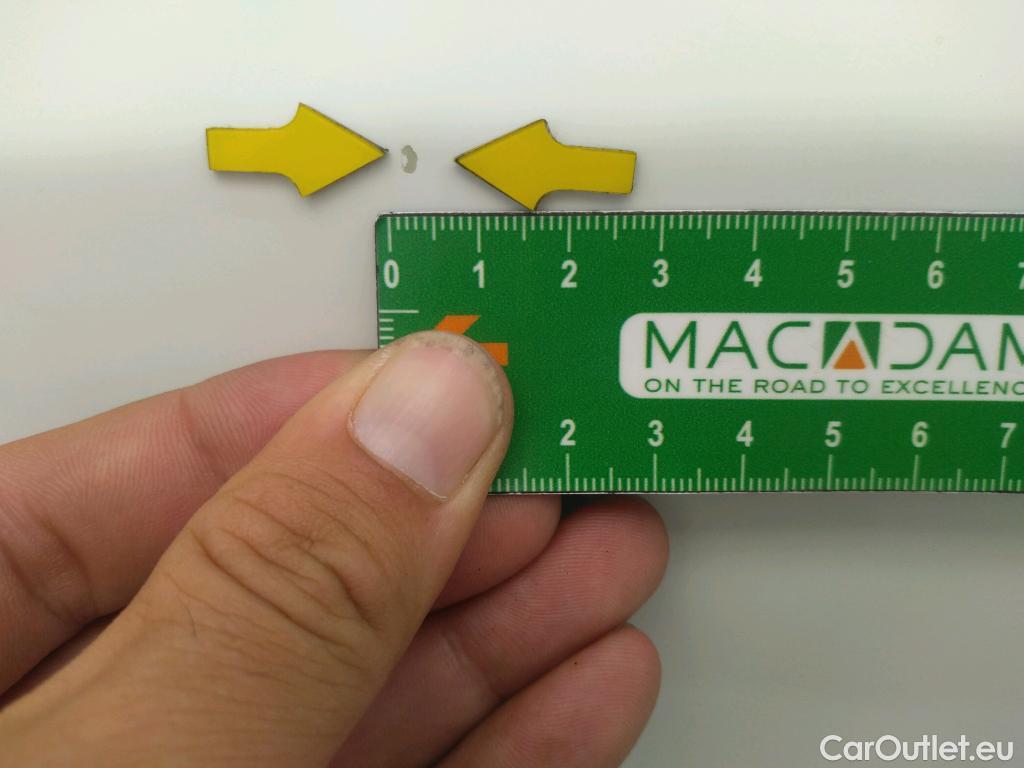 0 1 2 3 4 5 6 7
MACADAM
ON THE ROAD TO EXCELLENC
2 3 4 5 6 7
CarOutlet.eu